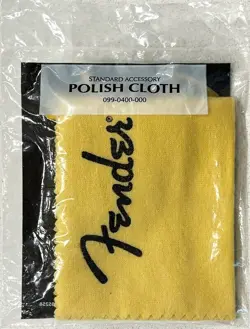 STANDARD ACCESSORY
POLISH CLOTH
099-0400-000
Fender